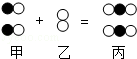 + =
甲 乙 丙